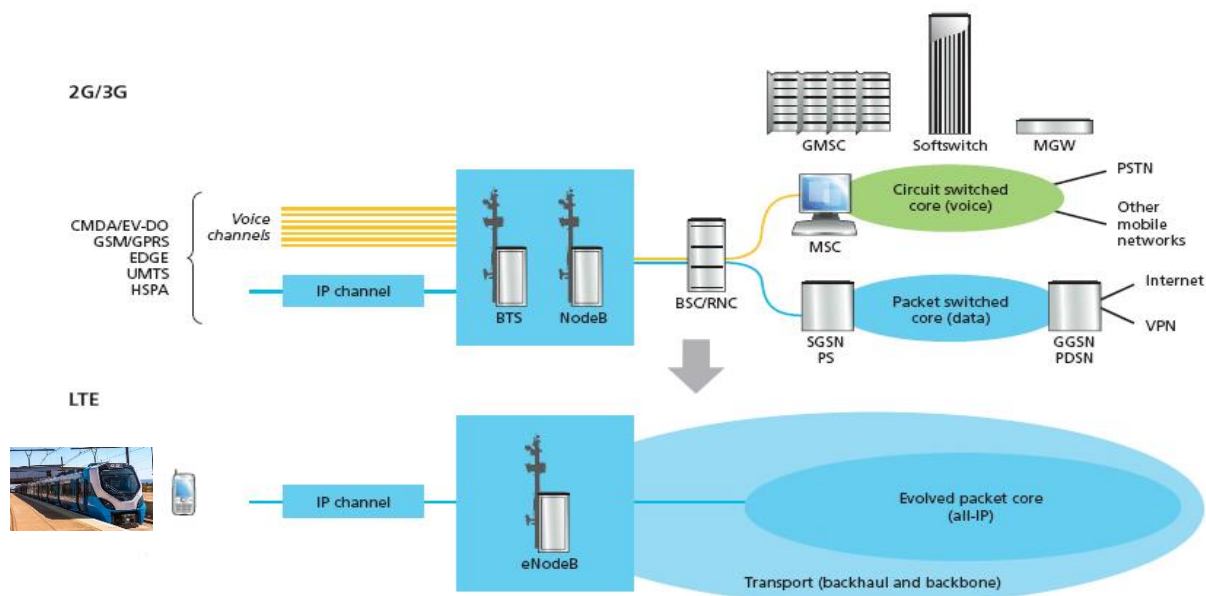 2G/3G
GMSC
Softswitch
MGW
CMDA/EV-DO
GSM/GPRS
EDGE
UMTS
HSPA
Voice
channels
IP channel
BTS
NodeB
BSC/RNC
MSC
Circuit switched
core (voice)
PSTN
Other
mobile
networks
SGSN
PS
Packet switched
core (data)
GGSN
PDSN
Internet
VPN
LTE
IP channel
eNodeB
Evolved packet core
(all-IP)
Transport (backhaul and backbone)